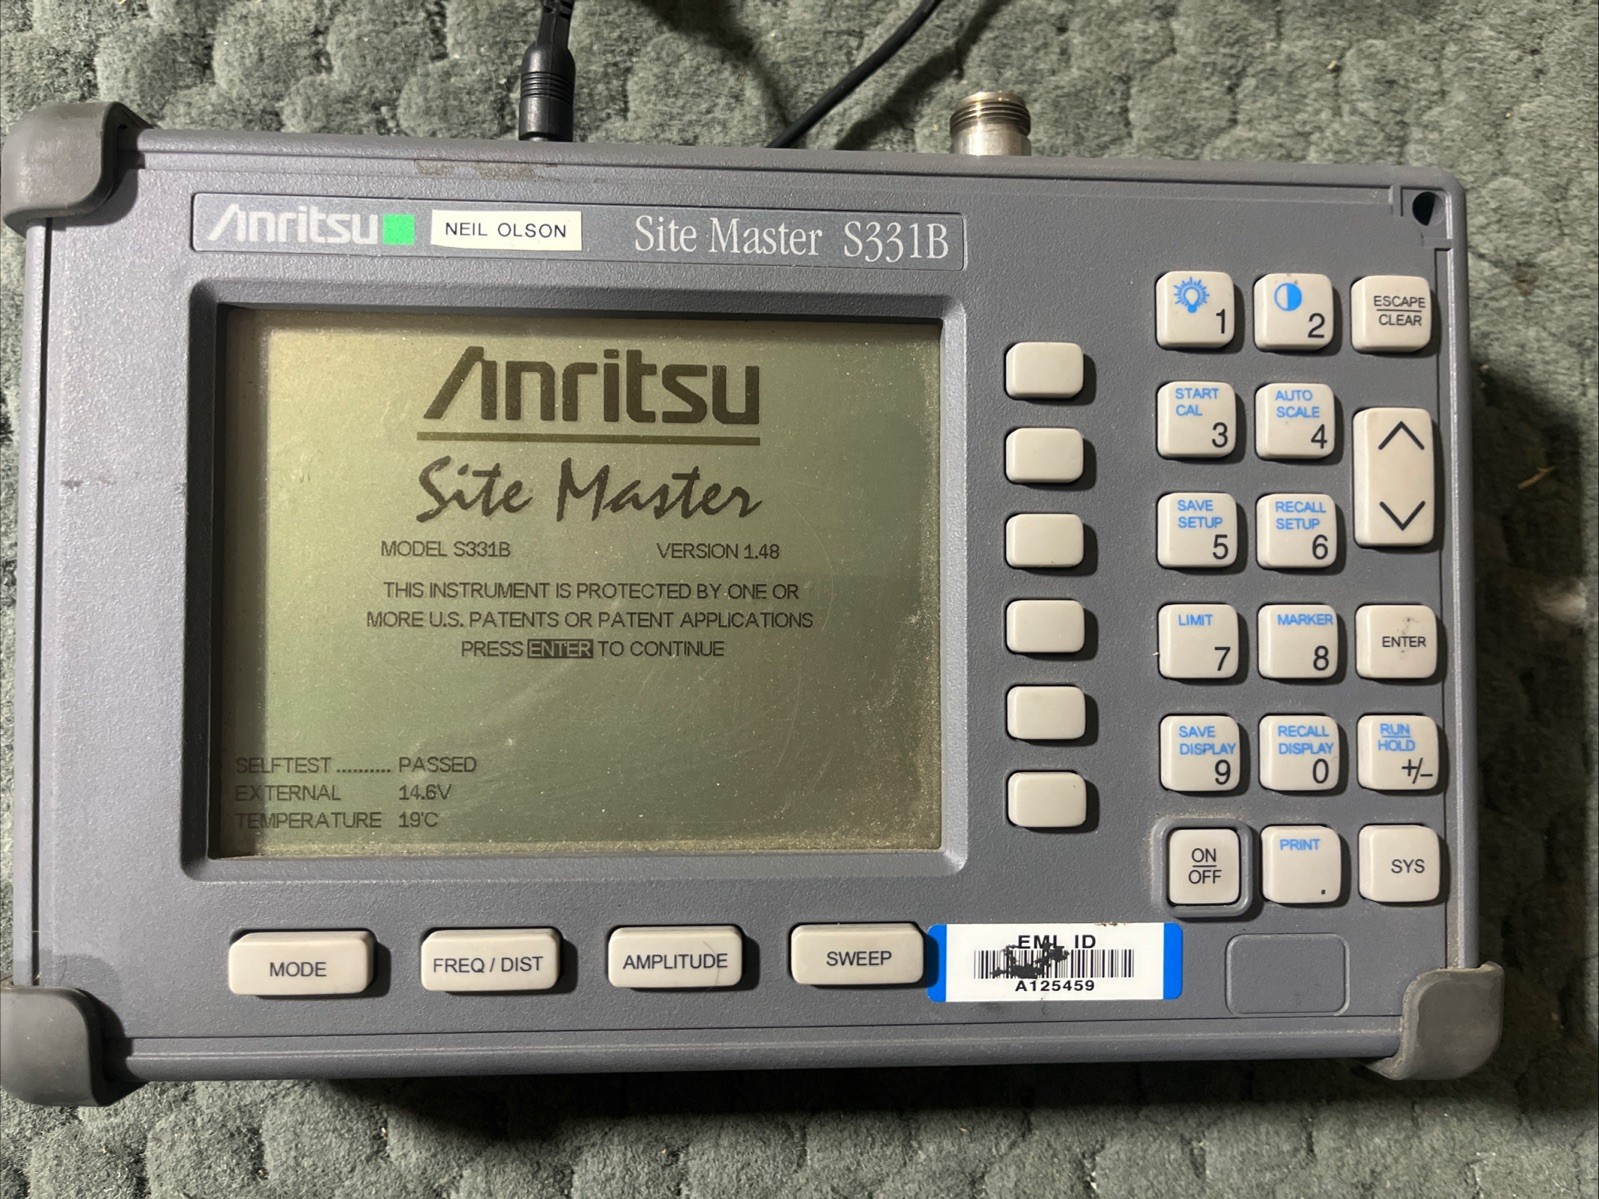 Anritsu
NEIL OLSON
Site Master S331B
Anritsu
Site Master
MODEL S331B VERSION 1.48
THIS INSTRUMENT IS PROTECTED BY ONE OR
MORE U.S. PATENTS OR PATENT APPLICATIONS
PRESS ENTER TO CONTINUE
SELFTEST .......... PASSED
EXTERNAL 14.6V
TEMPERATURE 19°C
1
2
ESCAPE
CLEAR
START
CAL
3
AUTO
SCALE
4
SAVE
SETUP
5
RECALL
SETUP
6
LIMIT
7
MARKER
8
ENTER
SAVE
DISPLAY
9
RECALL
DISPLAY
0
RUN
HOLD
+/-
ON
OFF
PRINT
.
SYS
MODE
FREQ / DIST
AMPLITUDE
SWEEP
EML ID
A125459